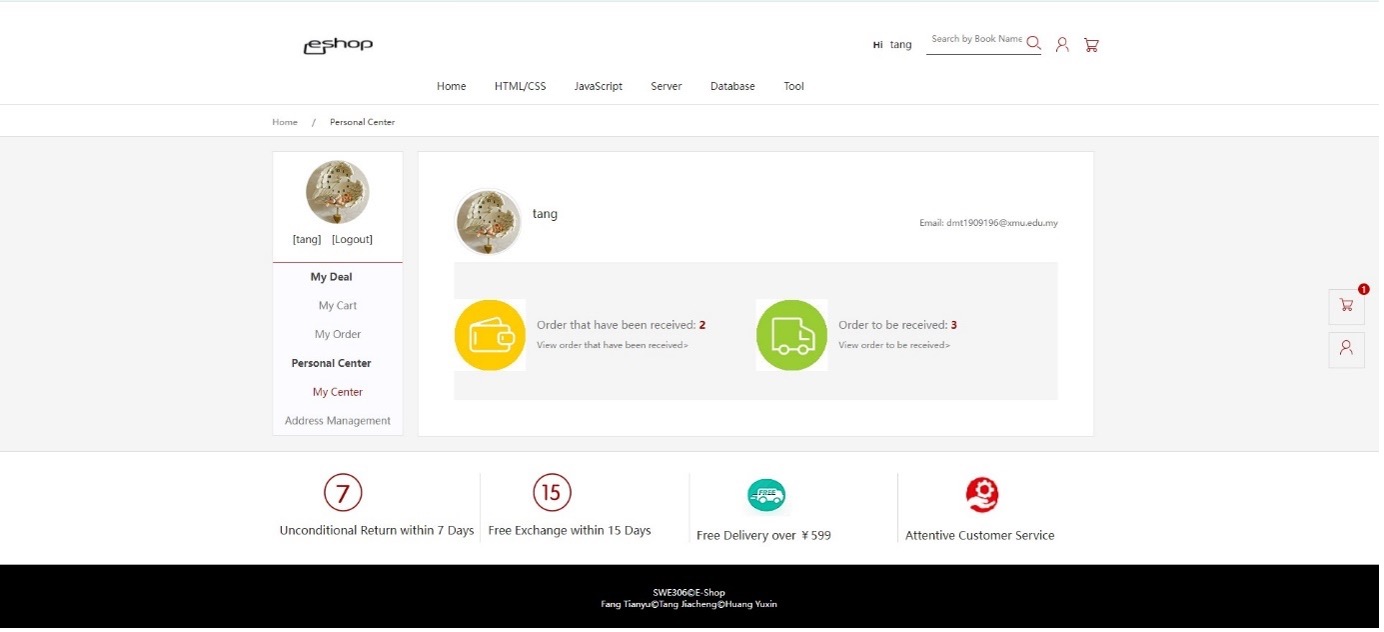 eshop
Hi tang
Search by Book Name
Home HTML/CSS JavaScript Server Database Tool
Home / Personal Center
[tang] [Logout]
My Deal
My Cart
My Order
Personal Center
My Center
Address Management
tang
Email: dmt1909196@xmu.edu.my
Order that have been received: 2
View order that have been received>
Order to be received: 3
View order to be received>
1
7
Unconditional Return within 7 Days
15
Free Exchange within 15 Days
FREE
Free Delivery over ¥599
Attentive Customer Service
SWE306©E-Shop
Fang Tianyu©Tang Jiacheng©Huang Yuxin